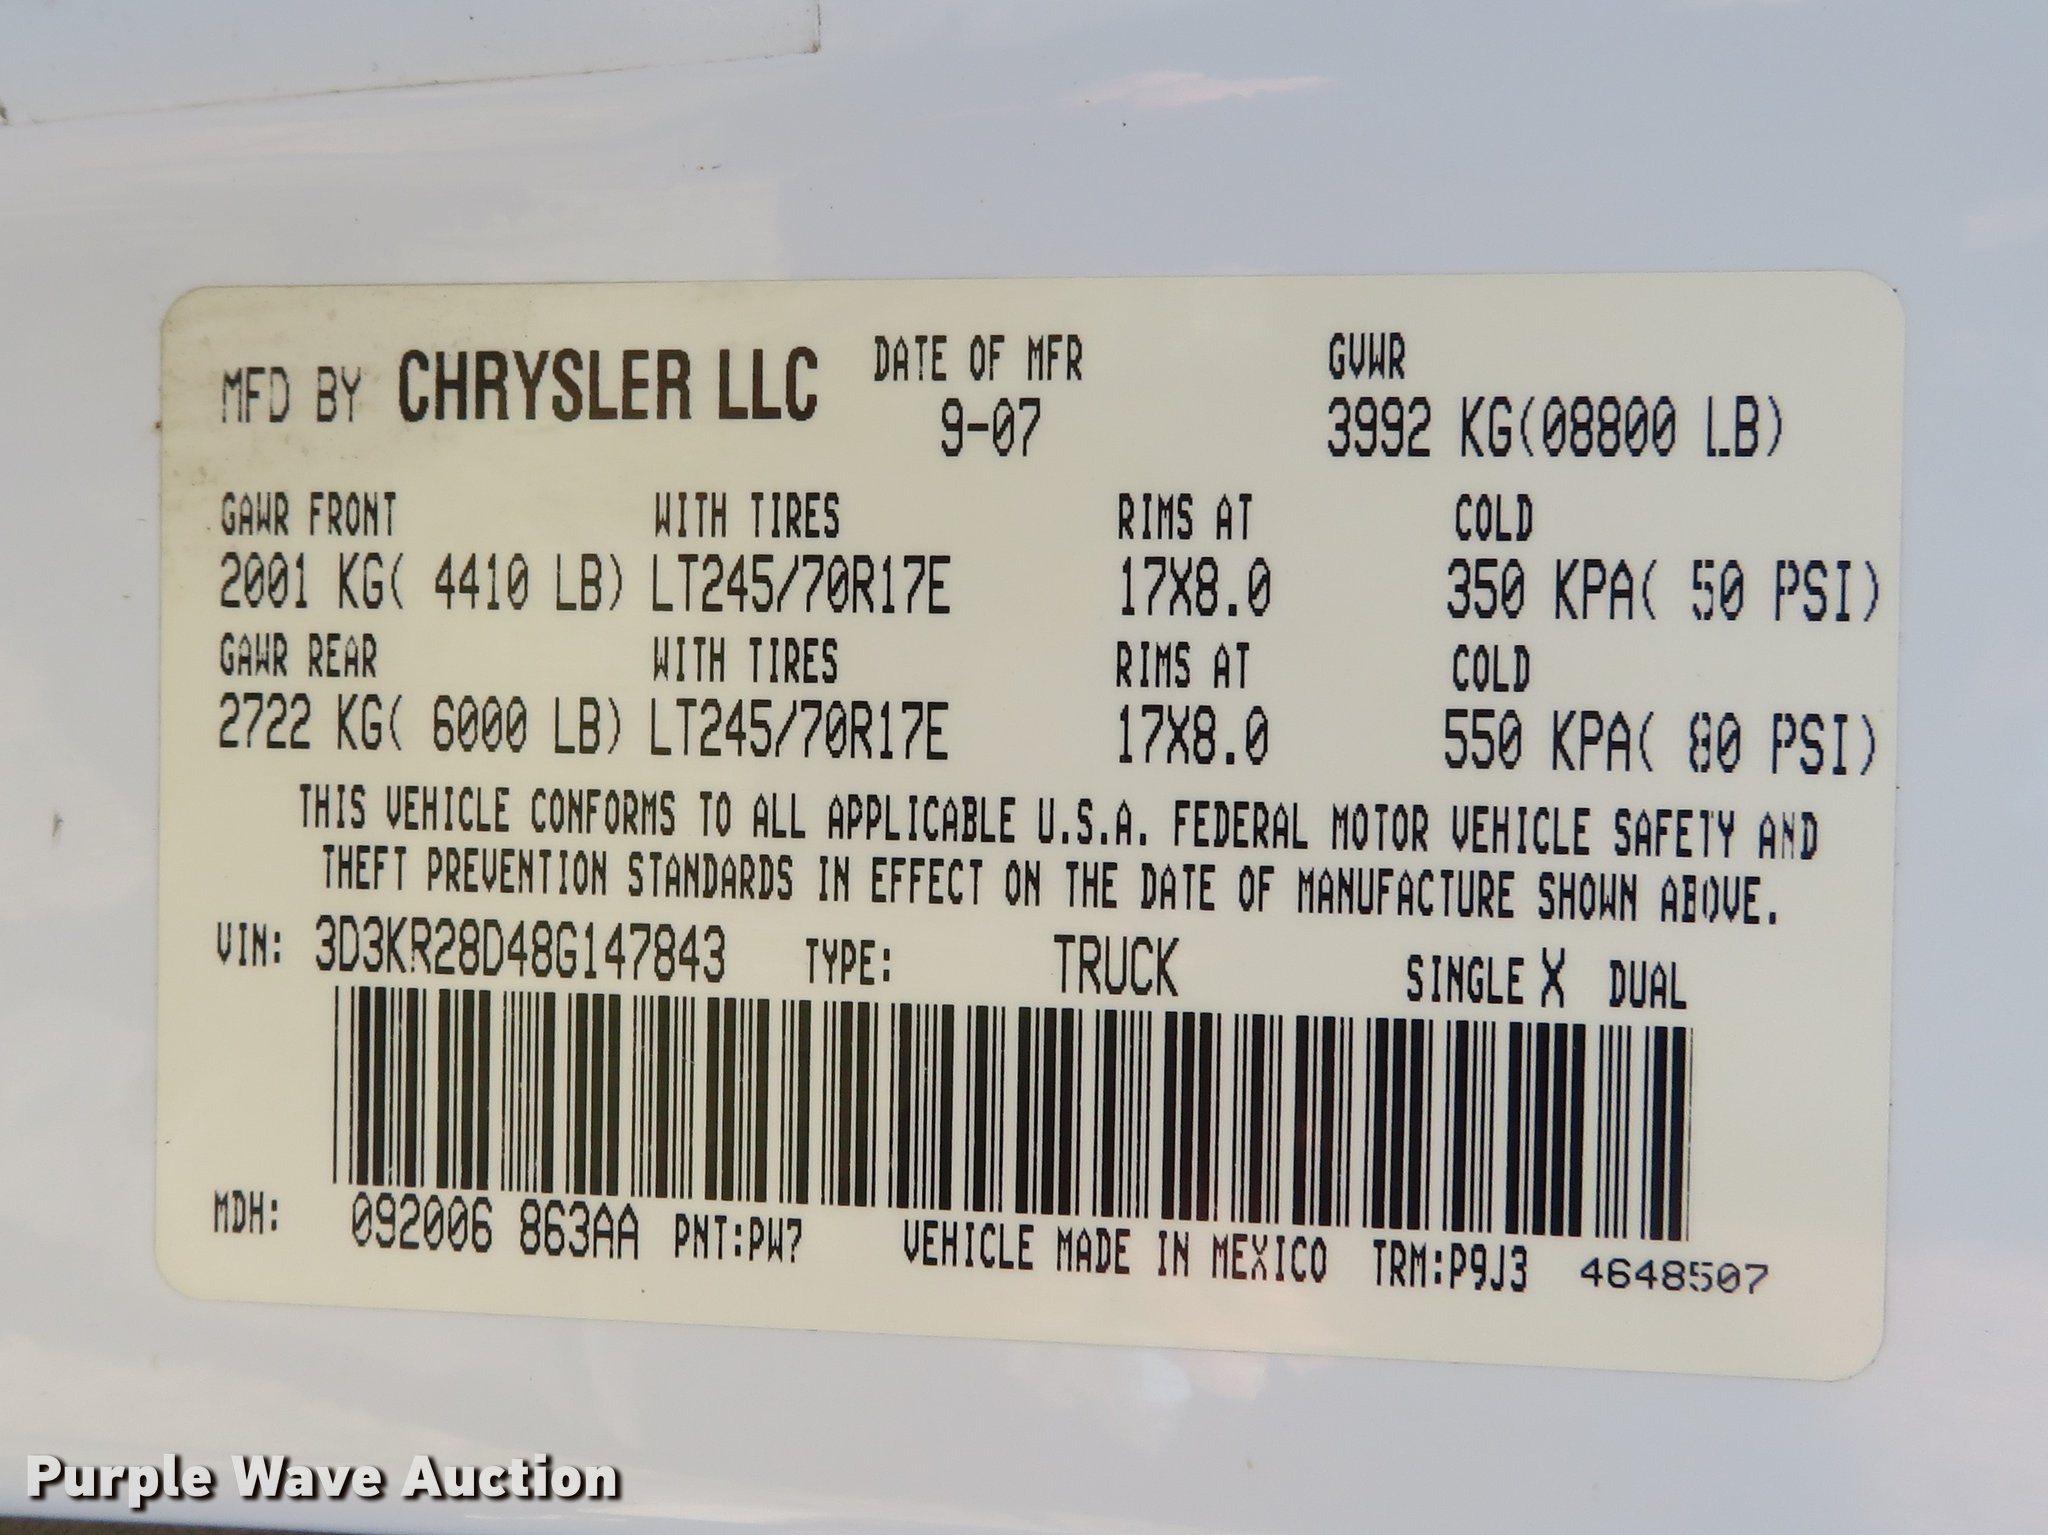 MFD BY CHRYSLER LLC DATE OF MFR GVWR
9-07 3992 KG(08800 LB)
GAWR FRONT WITH TIRES RIMS AT COLD
2001 KG( 4410 LB) LT245/70R17E 17X8.0 350 KPA( 50 PSI)
GAWR REAR WITH TIRES RIMS AT COLD
2722 KG( 6000 LB) LT245/70R17E 17X8.0 550 KPA( 80 PSI)
THIS VEHICLE CONFORMS TO ALL APPLICABLE U.S.A. FEDERAL MOTOR VEHICLE SAFETY AND
THEFT PREVENTION STANDARDS IN EFFECT ON THE DATE OF MANUFACTURE SHOWN ABOVE.
VIN: 3D3KR28D48G147843 TYPE: TRUCK SINGLE X DUAL
MDH: 092006 863AA PNT:PW7 VEHICLE MADE IN MEXICO TRM:P9J3 4648507
Purple Wave Auction